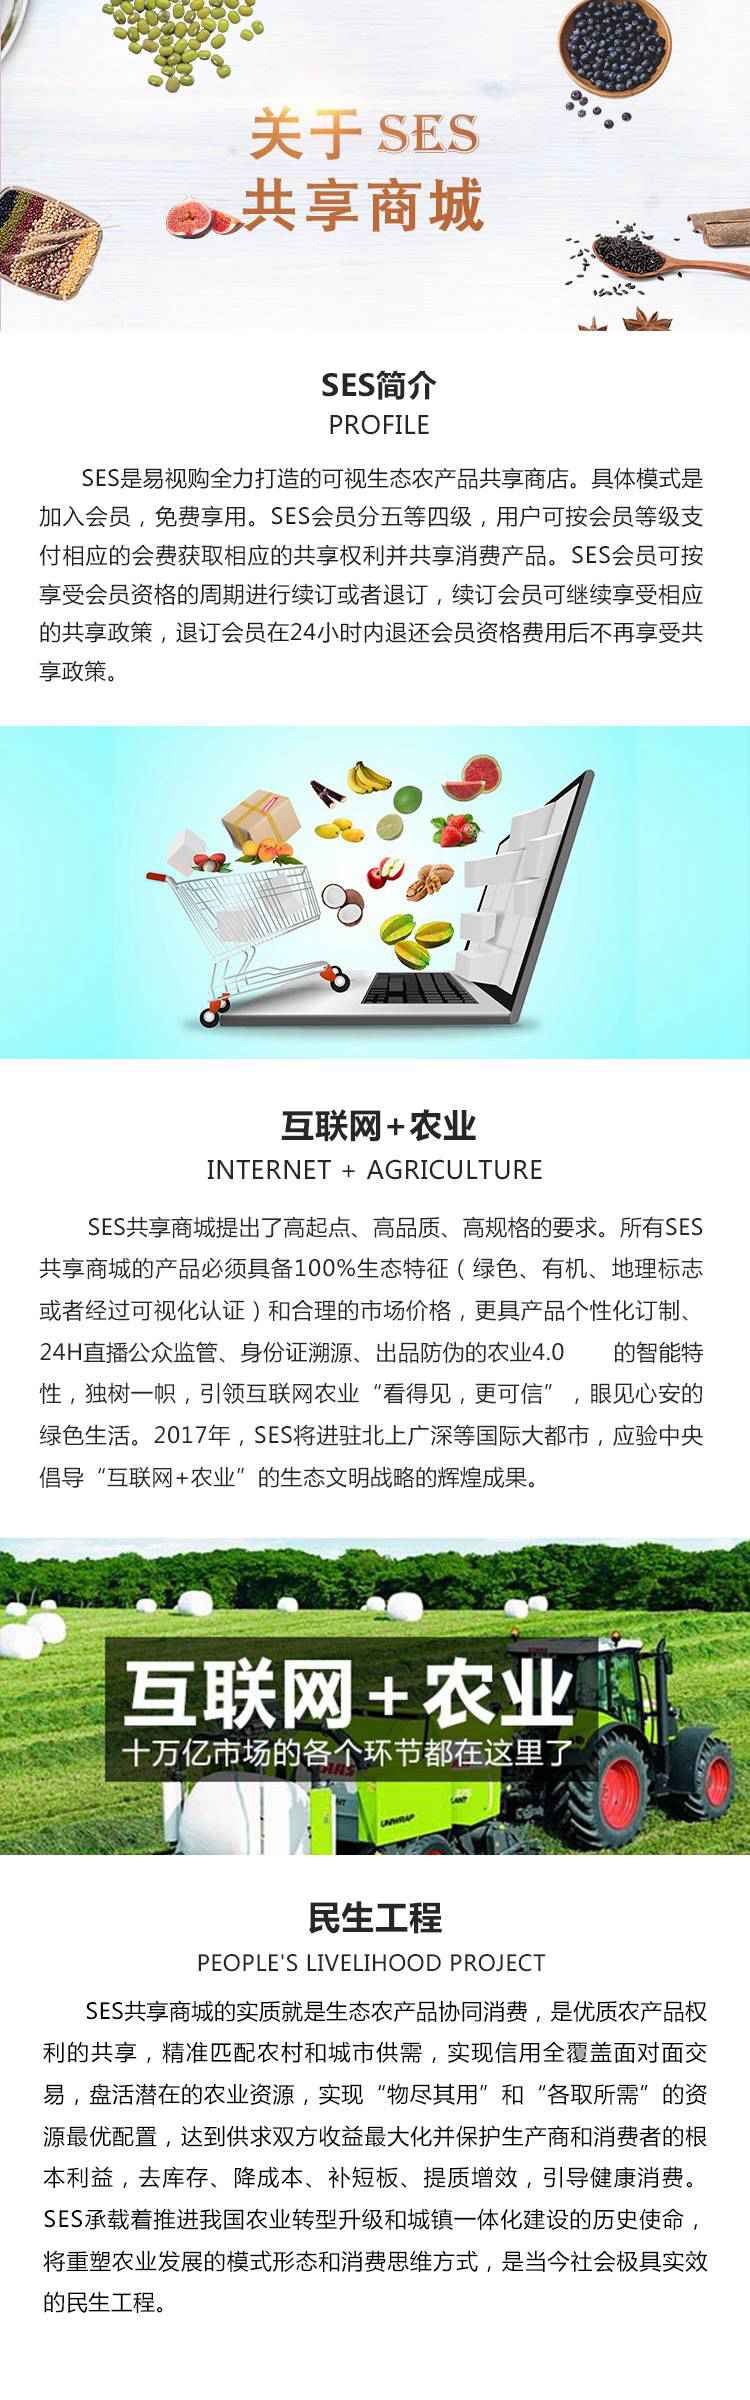 关于 SES
共享商城
SES简介
PROFILE
SES是易视购全力打造的可视生态农产品共享商店。具体模式是
加入会员，免费享用。SES会员分五等四级，用户可按会员等级支
付相应的会费获取相应的共享权利并共享消费产品。SES会员可按
享受会员资格的周期进行续订或者退订，续订会员可继续享受相应
的共享政策，退订会员在24小时内退还会员资格费用后不再享受共
享政策。
互联网+农业
INTERNET + AGRICULTURE
SES共享商城提出了高起点、高品质、高规格的要求。所有SES
共享商城的产品必须具备100%生态特征（绿色、有机、地理标志
或者经过可视化认证）和合理的市场价格，更具产品个性化订制、
24H直播公众监管、身份证溯源、出品防伪的农业4.0 的智能特
性，独树一帜，引领互联网农业“看得见，更可信”，眼见心安的
绿色生活。2017年，SES将进驻北上广深等国际大都市，应验中央
倡导“互联网+农业”的生态文明战略的辉煌成果。
互联网+农业
十万亿市场的各个环节都在这里了
UNWRAP
民生工程
PEOPLE'S LIVELIHOOD PROJECT
SES共享商城的实质就是生态农产品协同消费，是优质农产品权
利的共享，精准匹配农村和城市供需，实现信用全覆盖面对面交
易，盘活潜在的农业资源，实现“物尽其用”和“各取所需”的资
源最优配置，达到供求双方收益最大化并保护生产商和消费者的根
本利益，去库存、降成本、补短板、提质增效，引导健康消费。
SES承载着推进我国农业转型升级和城镇一体化建设的历史使命，
将重塑农业发展的模式形态和消费思维方式，是当今社会极具实效
的民生工程。